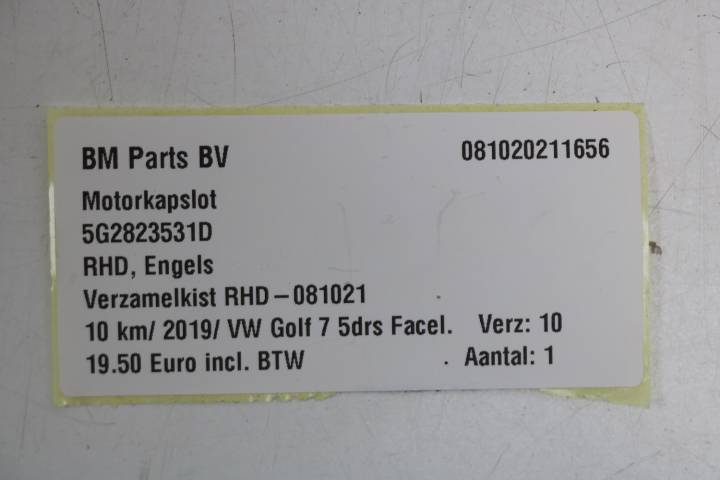 BM Parts BV 081020211656
Motorkapslot
5G2823531D
RHD, Engels
Verzamelkist RHD-081021
10 km/ 2019/ VW Golf 7 5drs Facel. Verz: 10
19.50 Euro incl. BTW Aantal: 1